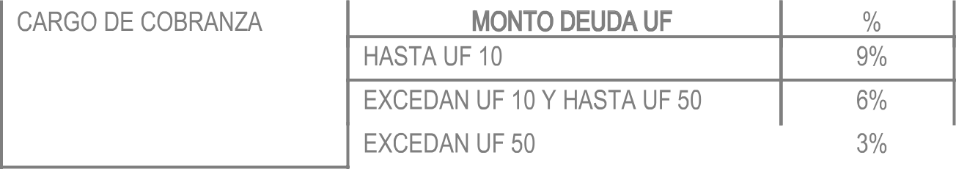 CARGO DE COBRANZA MONTO DEUDA UF %
HASTA UF 10 9%
EXCEDAN UF 10 Y HASTA UF 50 6%
EXCEDAN UF 50 3%